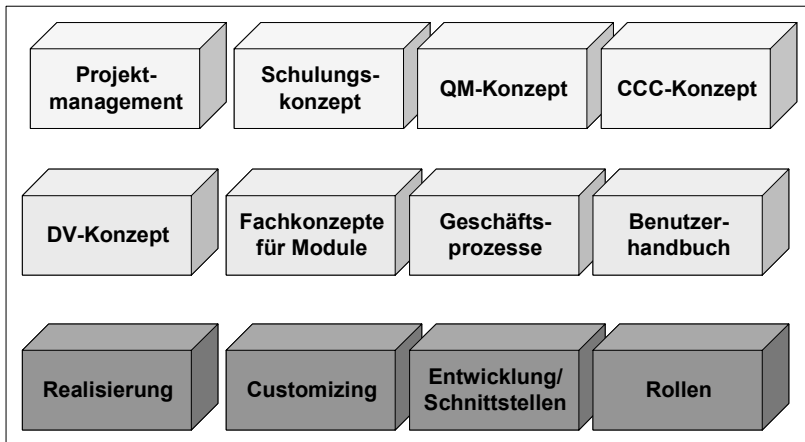 Projekt-
management
Schulungs-
konzept
QM-Konzept
CCC-Konzept
DV-Konzept
Fachkonzepte
für Module
Geschäfts-
prozesse
Benutzer-
handbuch
Realisierung
Customizing
Entwicklung/
Schnittstellen
Rollen